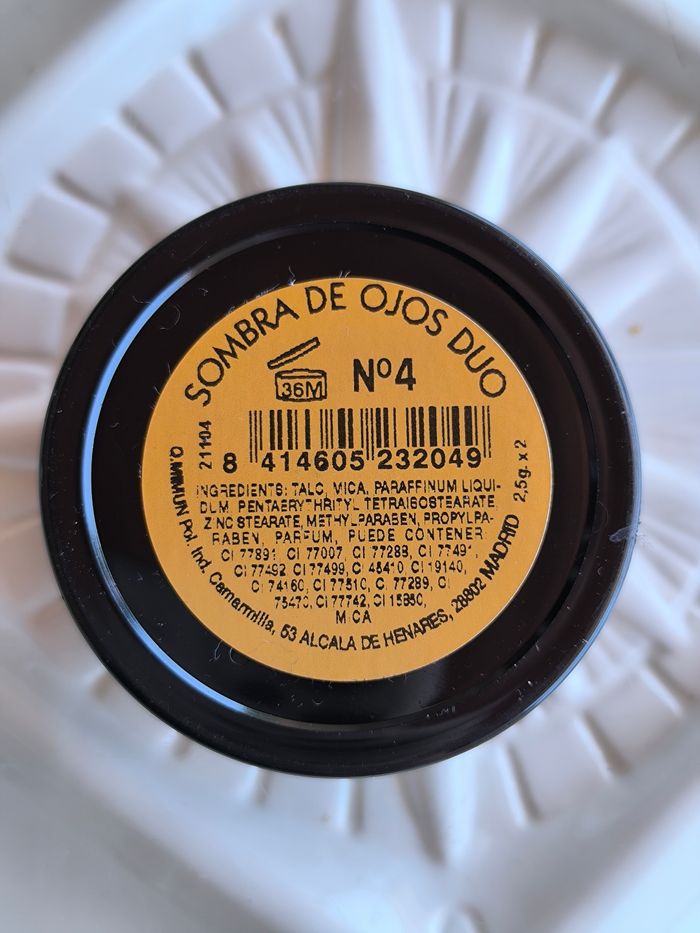 SOMBRA DE OJOS DUO
36M
Nº4
21104
8 414605 232049
2,5g. x 2
INGREDIENTS: TALC, MICA, PARAFFINUM LIQUI-
DUM, PENTAERYTHRITYL TETRAISOSTEARATE
ZINC STEARATE, METHYLPARABEN, PROPYLPA-
RABEN, PARFUM, PUEDE CONTENER
CI 77891 CI 77007, CI 77288, CI 77491,
CI 77492 CI 77499, CI 45410 CI 19140,
CI 74160, CI 77510, C 77289, CI
75470, CI 77742, CI 15850,
MICA
Pol. Ind. Camarmilla, 53 ALCALA DE HENARES, 28802 MADRID